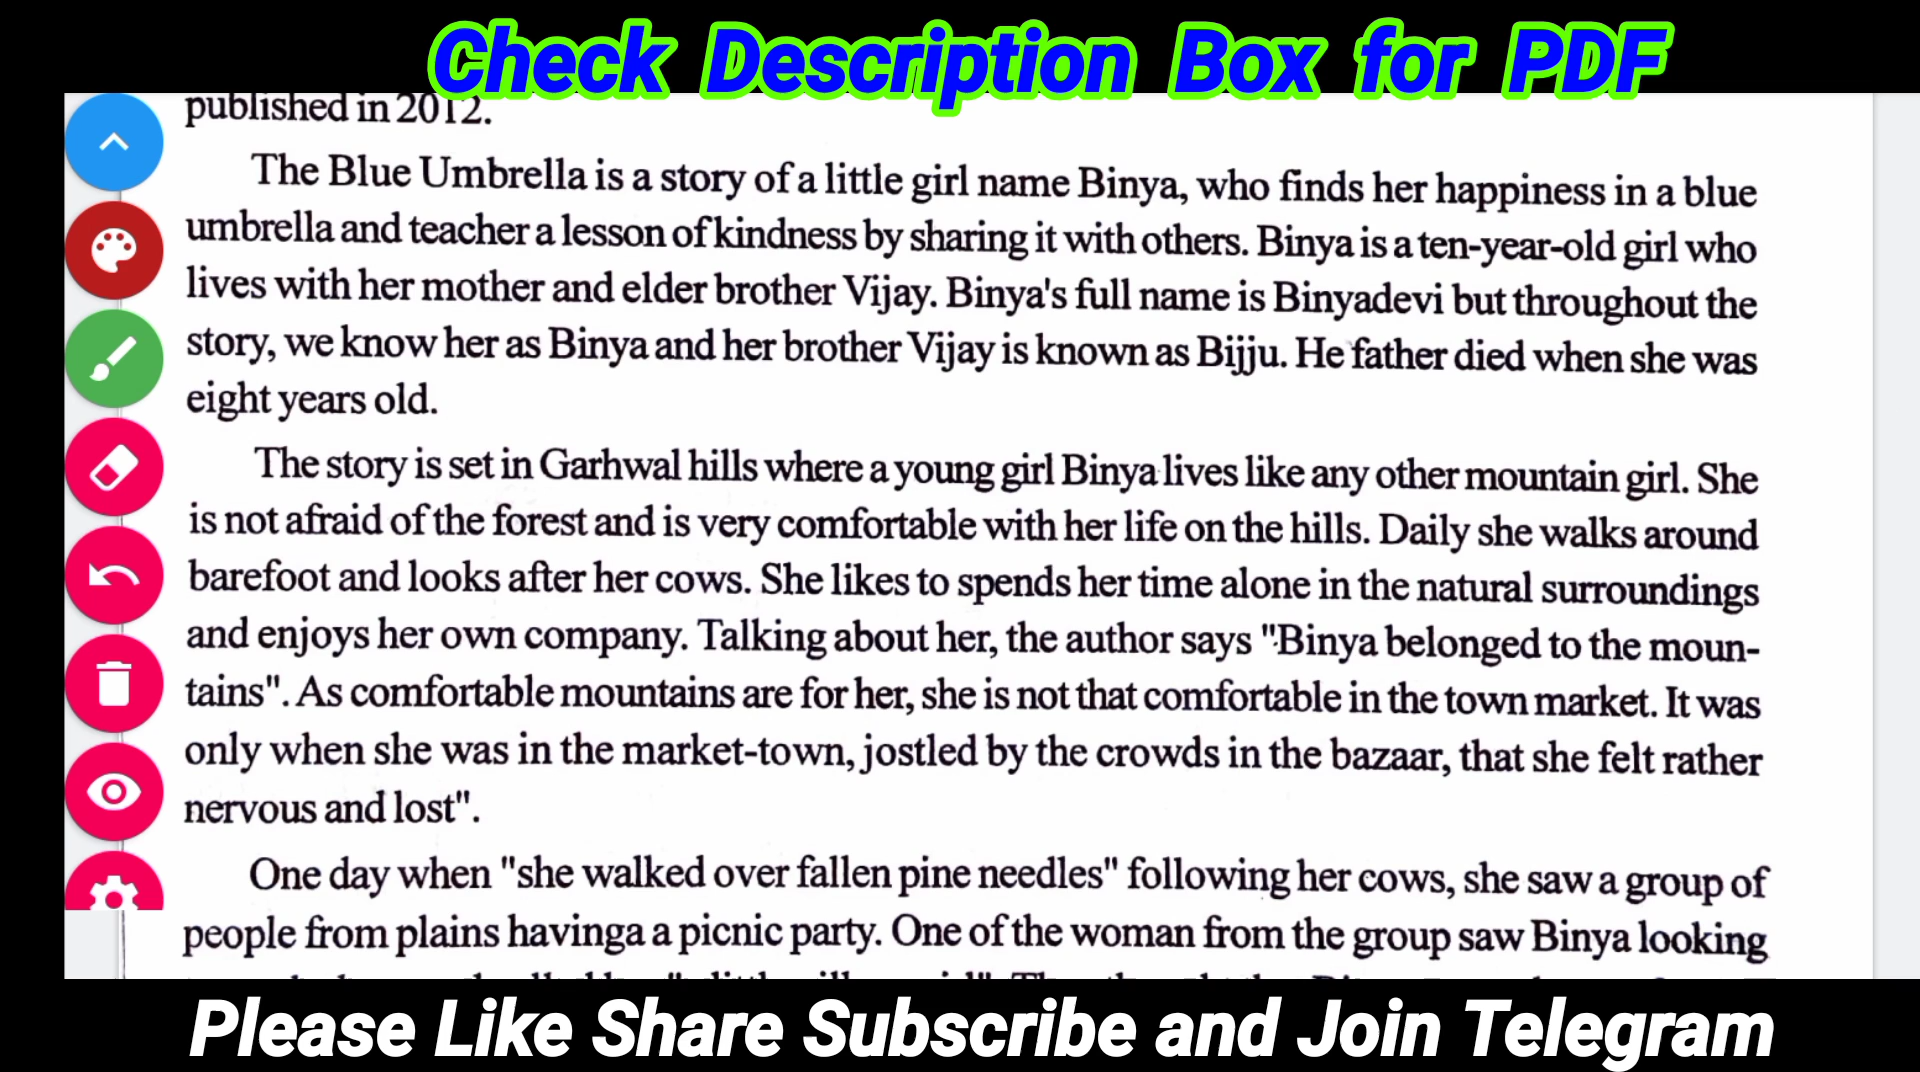 Check Description Box for PDF
published in 2012.
The Blue Umbrella is a story of a little girl name Binya, who finds her happiness in a blue
umbrella and teacher a lesson of kindness by sharing it with others. Binya is a ten-year-old girl who
lives with her mother and elder brother Vijay. Binya's full name is Binyadevi but throughout the
story, we know her as Binya and her brother Vijay is known as Bijju. He father died when she was
eight years old.
The story is set in Garhwal hills where a young girl Binya lives like any other mountain girl. She
is not afraid of the forest and is very comfortable with her life on the hills. Daily she walks around
barefoot and looks after her cows. She likes to spends her time alone in the natural surroundings
and enjoys her own company. Talking about her, the author says "Binya belonged to the moun-
tains". As comfortable mountains are for her, she is not that comfortable in the town market. It was
only when she was in the market-town, jostled by the crowds in the bazaar, that she felt rather
nervous and lost".
One day when "she walked over fallen pine needles" following her cows, she saw a group of
people from plains havinga a picnic party. One of the woman from the group saw Binya looking
Please Like Share Subscribe and Join Telegram